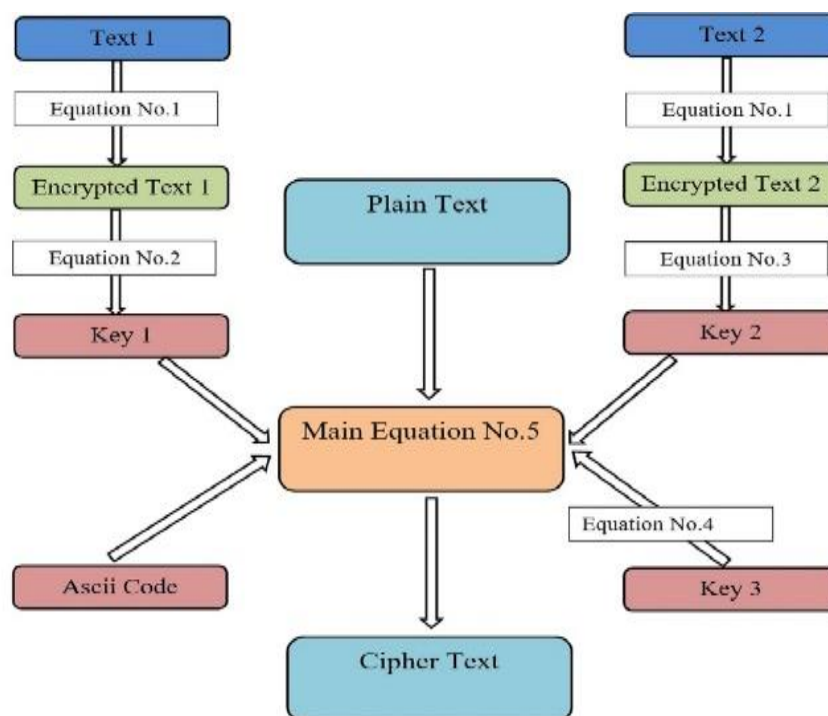 Text 1
Text 2
Equation No.1
Equation No.1
Encrypted Text 1
Encrypted Text 2
Plain Text
Equation No.2
Equation No.3
Key 1
Key 2
Main Equation No.5
Equation No.4
Ascii Code
Key 3
Cipher Text